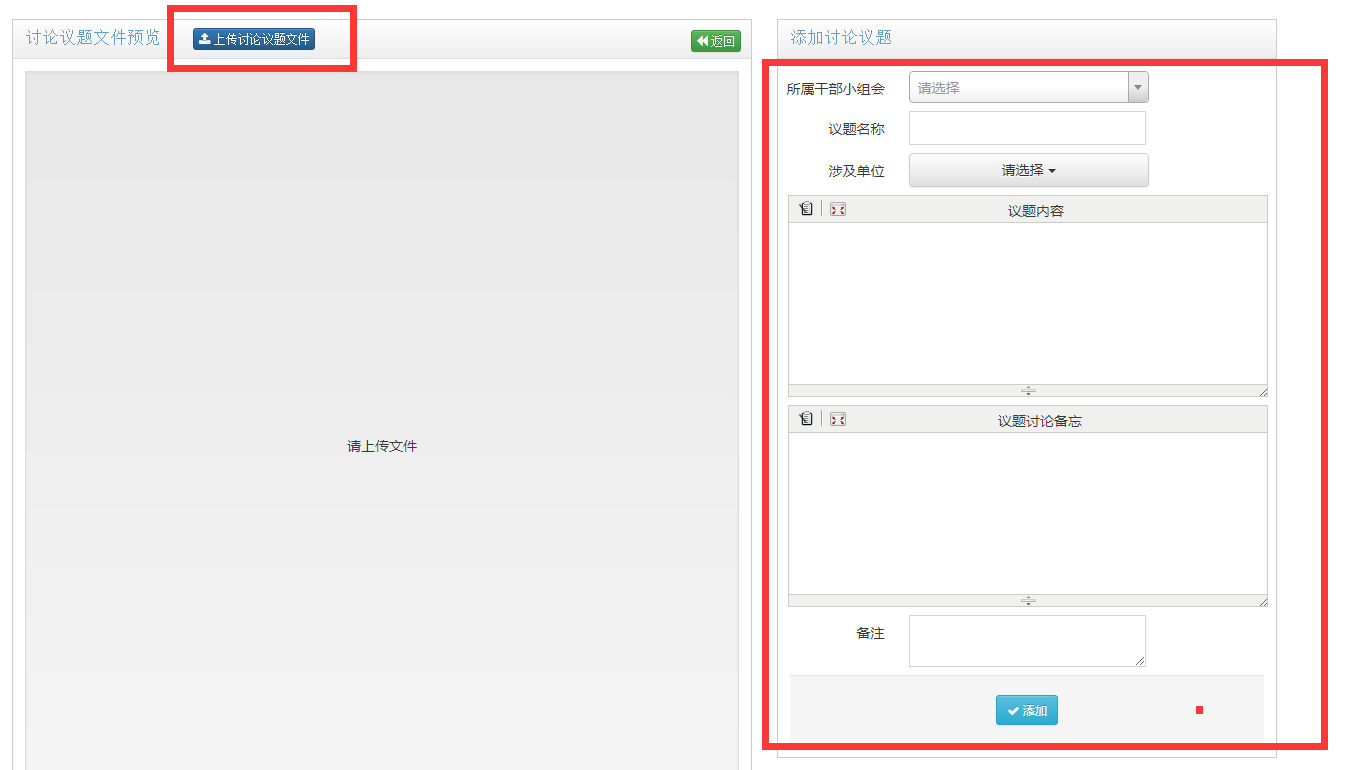 讨论议题文件预览
上传讨论议题文件
返回
请上传文件
添加讨论议题
所属干部小组会 请选择
议题名称
涉及单位 请选择
议题内容
议题讨论备忘
备注
添加